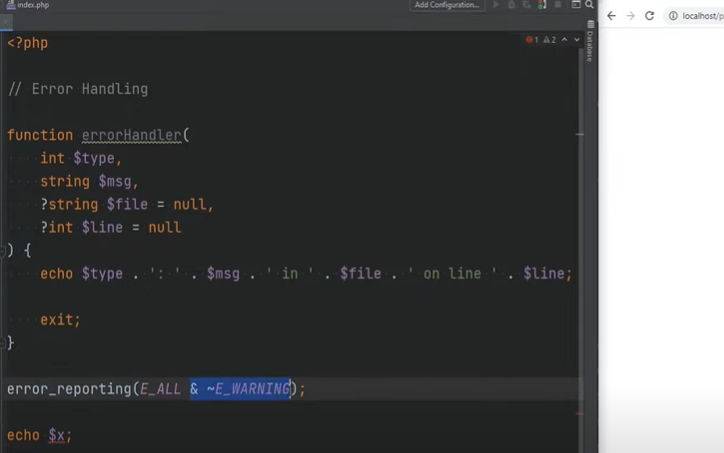 index.php
Add Configuration...
localhost/p
1 2
Database
<?php
// Error Handling
function errorHandler(
int $type,
string $msg,
?string $file = null,
?int $line = null
) {
echo $type . ': ' . $msg . ' in ' . $file . ' on line ' . $line;
exit;
}
error_reporting(E_ALL & ~E_WARNING);
echo $x;